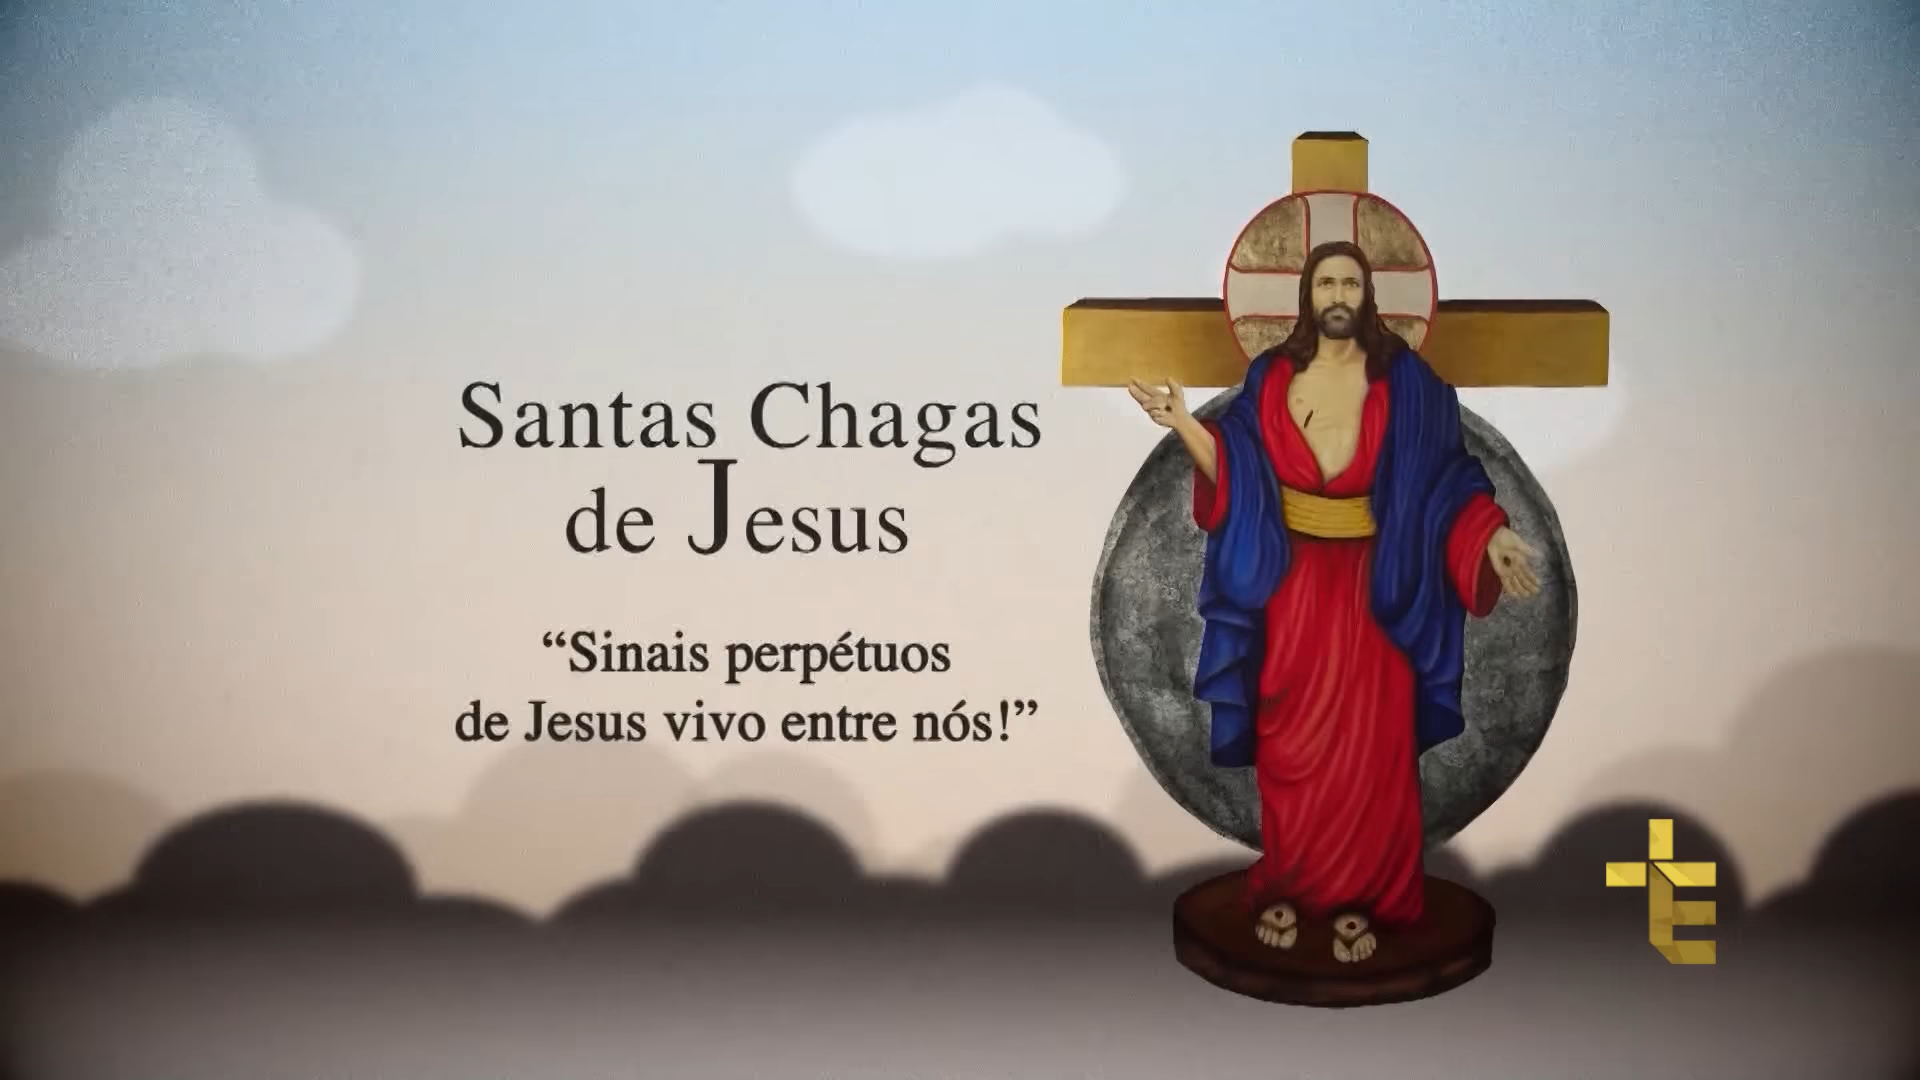 Santas Chagas
de Jesus
“Sinais perpétuos
de Jesus vivo entre nós!”